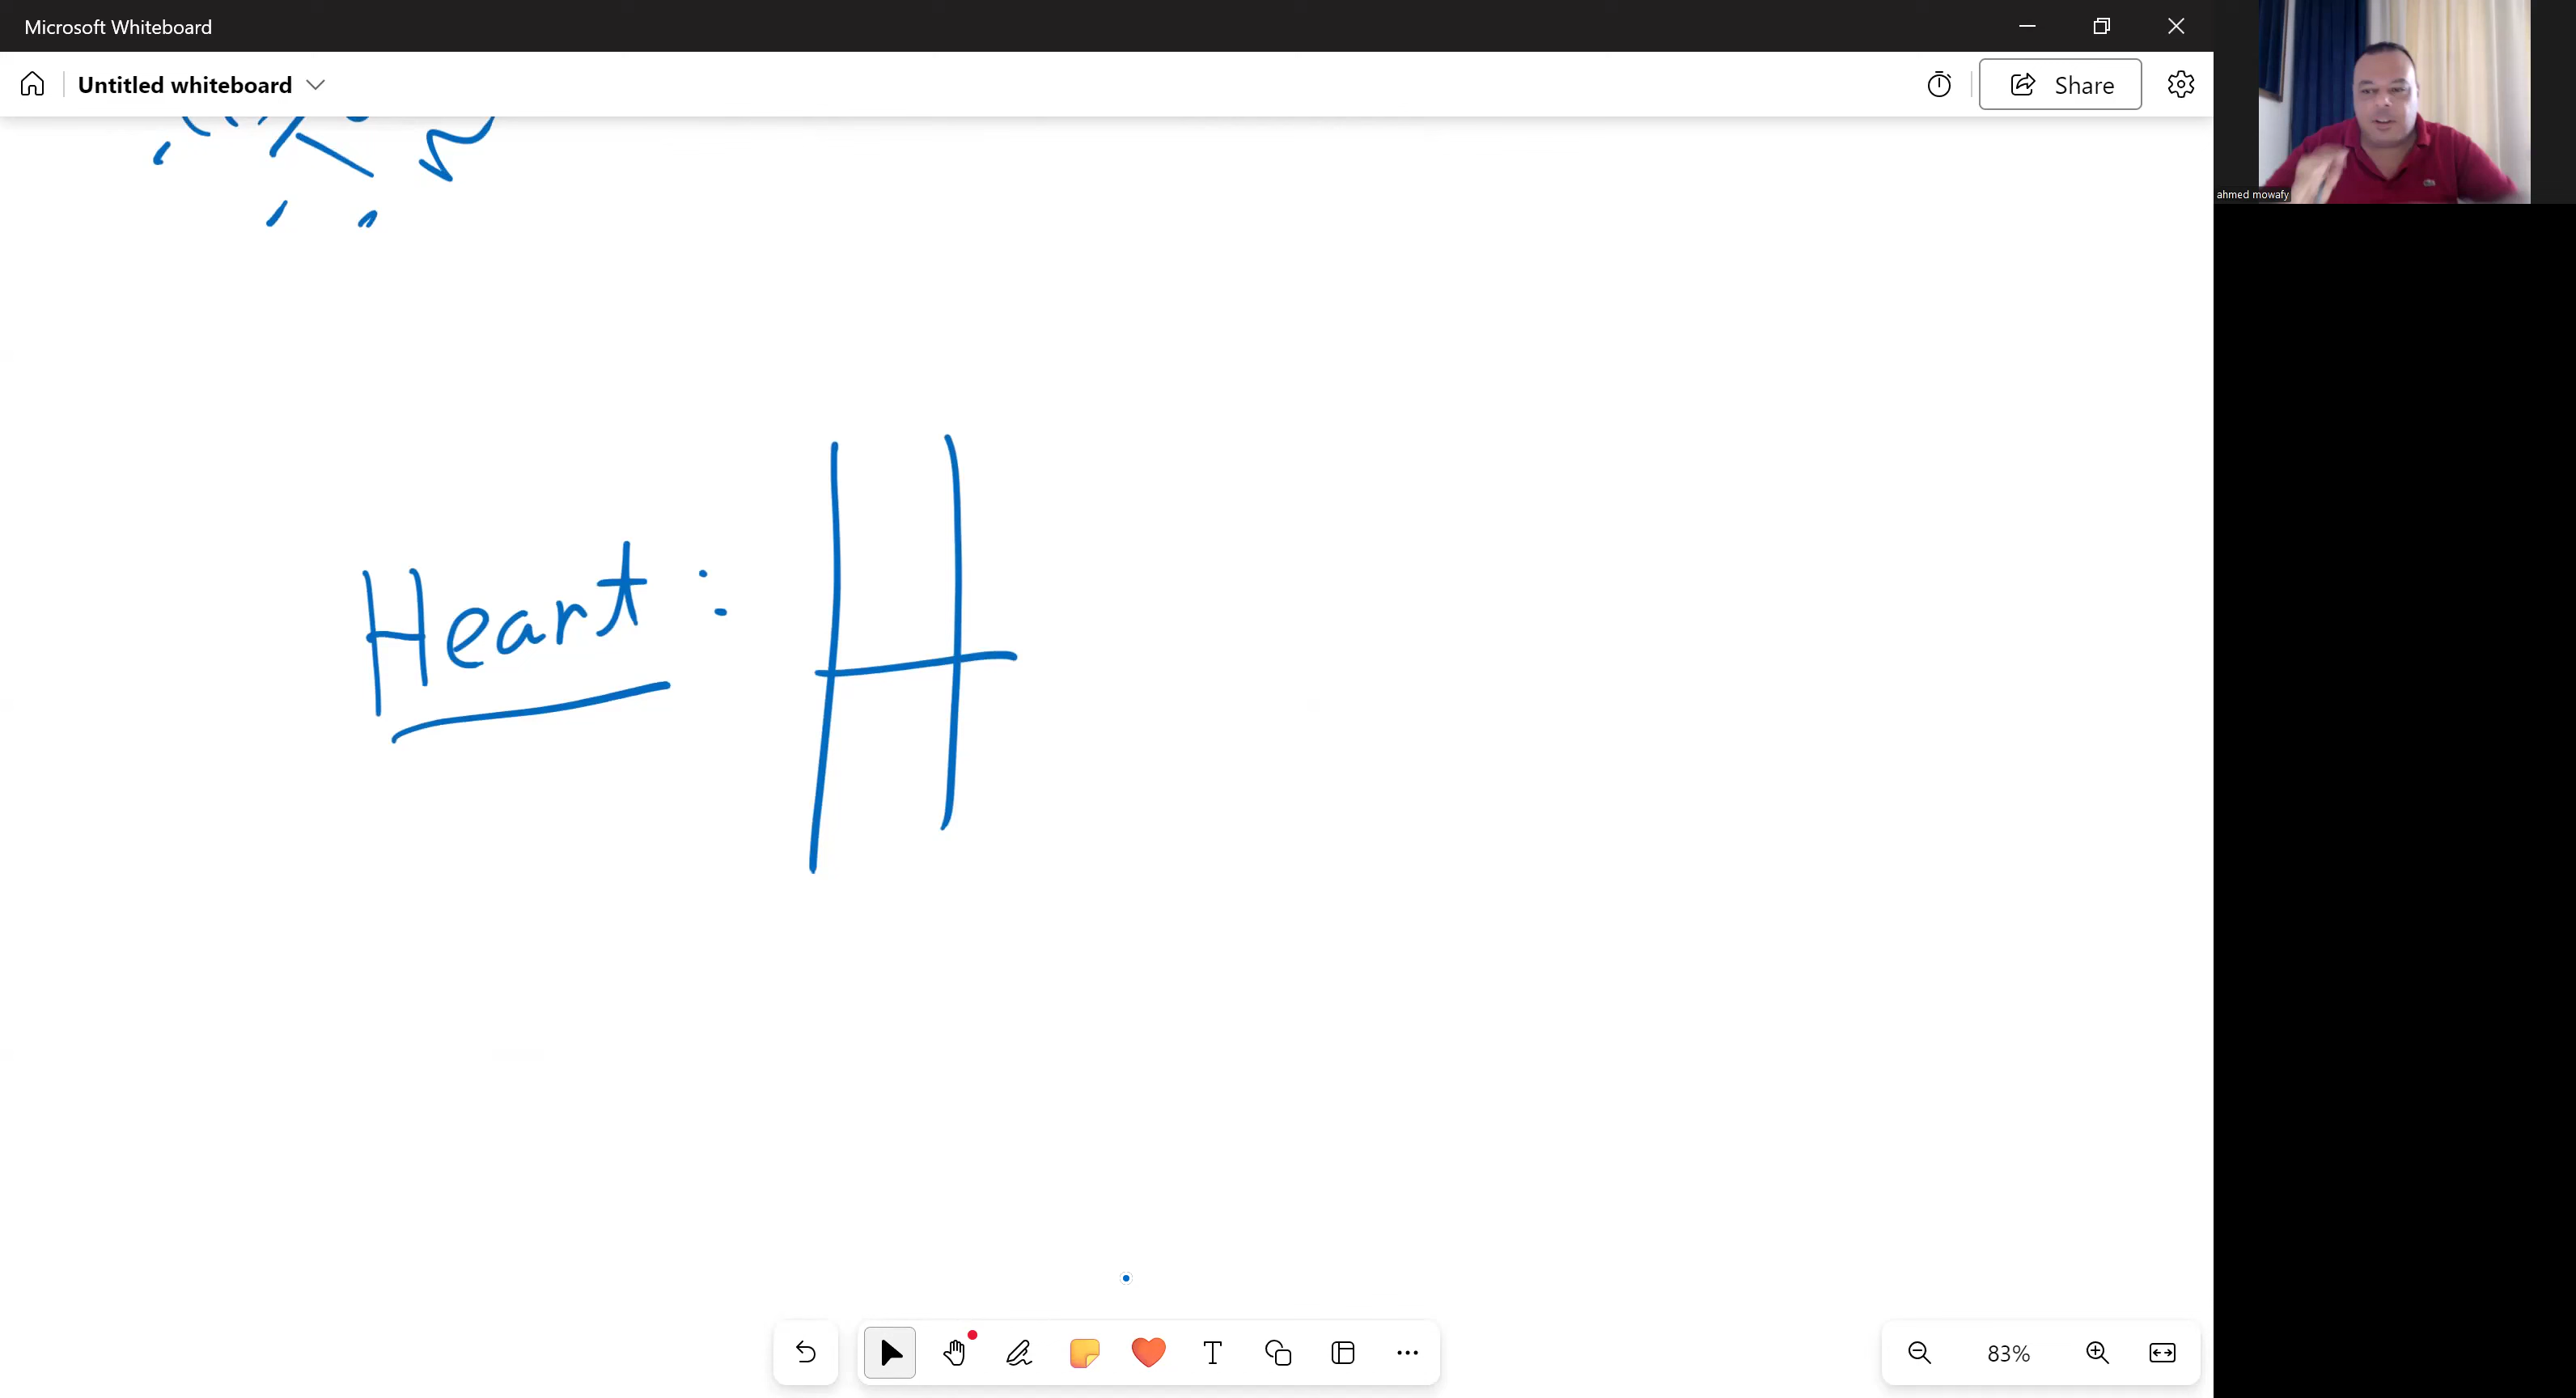 Microsoft Whiteboard
Untitled whiteboard
Share
ahmed mowafy
Heart : H
T
83%